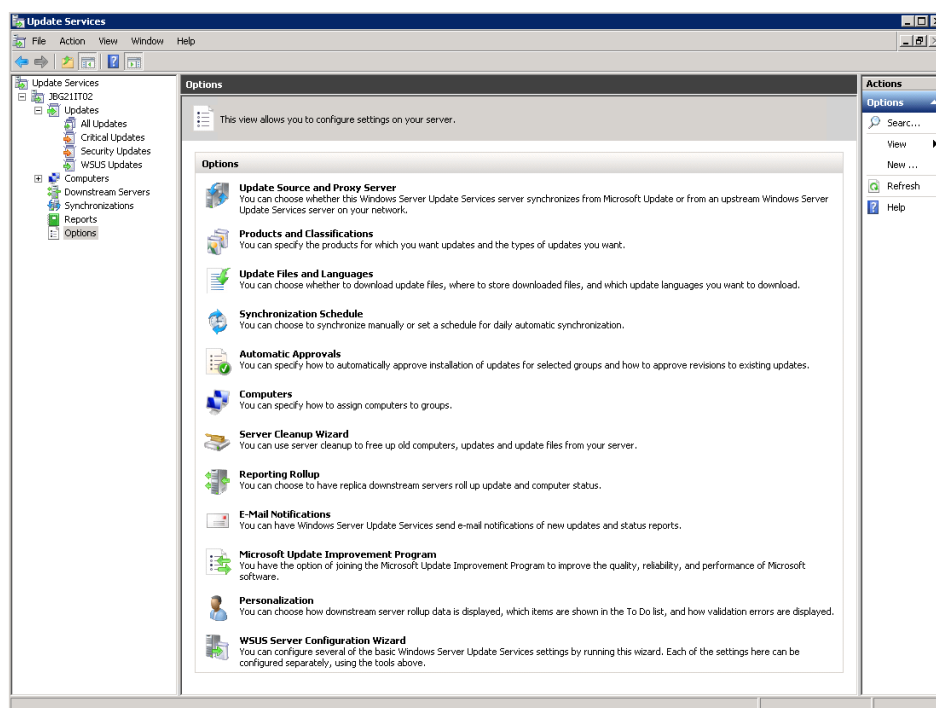 Update Services
File Action View Window Help
Update Services
JBG21IT02
Updates
All Updates
Critical Updates
Security Updates
WSUS Updates
Computers
Downstream Servers
Synchronizations
Reports
Options
Options
This view allows you to configure settings on your server.
Options
Update Source and Proxy Server
You can choose whether this Windows Server Update Services server synchronizes from Microsoft Update or from an upstream Windows Server
Update Services server on your network.
Products and Classifications
You can specify the products for which you want updates and the types of updates you want.
Update Files and Languages
You can choose whether to download update files, where to store downloaded files, and which update languages you want to download.
Synchronization Schedule
You can choose to synchronize manually or set a schedule for daily automatic synchronization.
Automatic Approvals
You can specify how to automatically approve installation of updates for selected groups and how to approve revisions to existing updates.
Computers
You can specify how to assign computers to groups.
Server Cleanup Wizard
You can use server cleanup to free up old computers, updates and update files from your server.
Reporting Rollup
You can choose to have replica downstream servers roll up update and computer status.
E-Mail Notifications
You can have Windows Server Update Services send e-mail notifications of new updates and status reports.
Microsoft Update Improvement Program
You have the option of joining the Microsoft Update Improvement Program to improve the quality, reliability, and performance of Microsoft
software.
Personalization
You can choose how downstream server rollup data is displayed, which items are shown in the To Do list, and how validation errors are displayed.
WSUS Server Configuration Wizard
You can configure several of the basic Windows Server Update Services settings by running this wizard. Each of the settings here can be
configured separately, using the tools above.
Actions
Options
Searc...
View
New ...
Refresh
Help